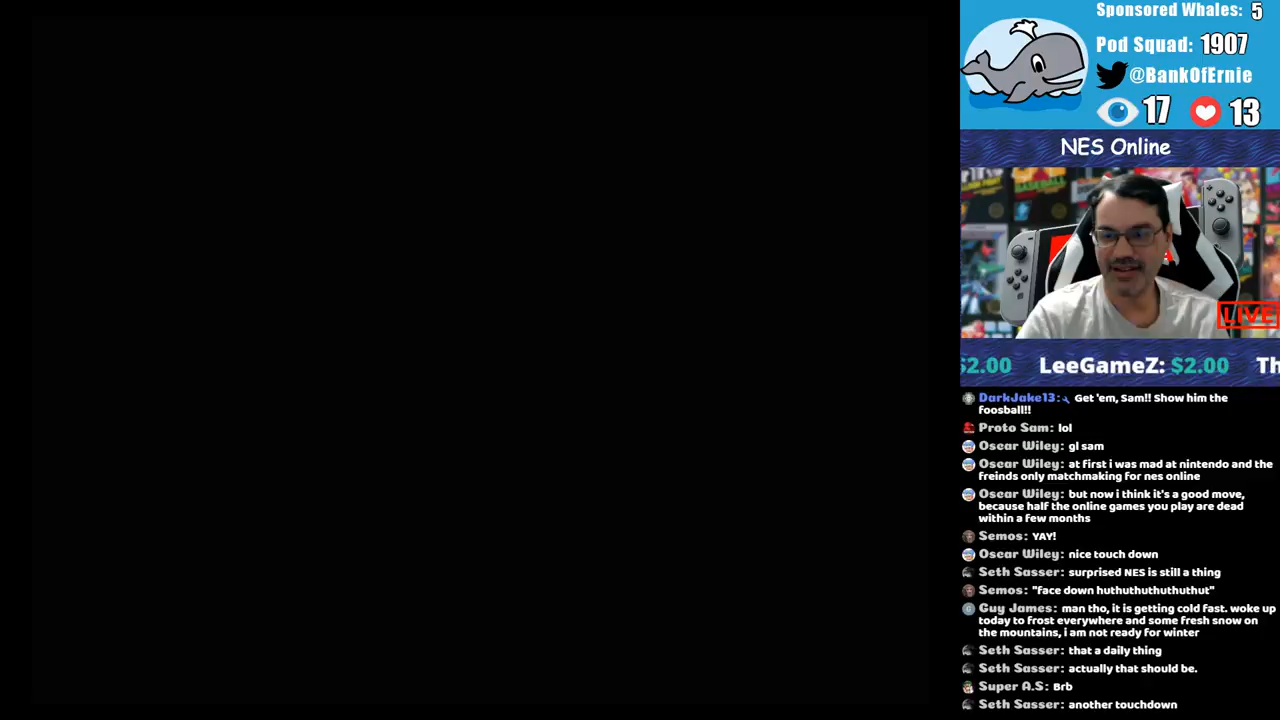 Sponsored Whales: 5
Pod Squad: 1907
@BankOfErnie
17 13
NES Online
LIVE
$2.00 LeeGameZ: $2.00 Th
DarkJake13: Get 'em, Sam!! Show him the
foosball!!
Proto Sam: lol
Oscar Wiley: gl sam
Oscar Wiley: at first i was mad at nintendo and the
freinds only matchmaking for nes online
Oscar Wiley: but now i think it's a good move,
because half the online games you play are dead
within a few months
Semos: YAY!
Oscar Wiley: nice touch down
Seth Sasser: surprised NES is still a thing
Semos: "face down huthuthuthuthuthut"
Guy James: man tho, it is getting cold fast. woke up
today to frost everywhere and some fresh snow on
the mountains, i am not ready for winter
Seth Sasser: that a daily thing
Seth Sasser: actually that should be.
Super A.S: Brb
Seth Sasser: another touchdown